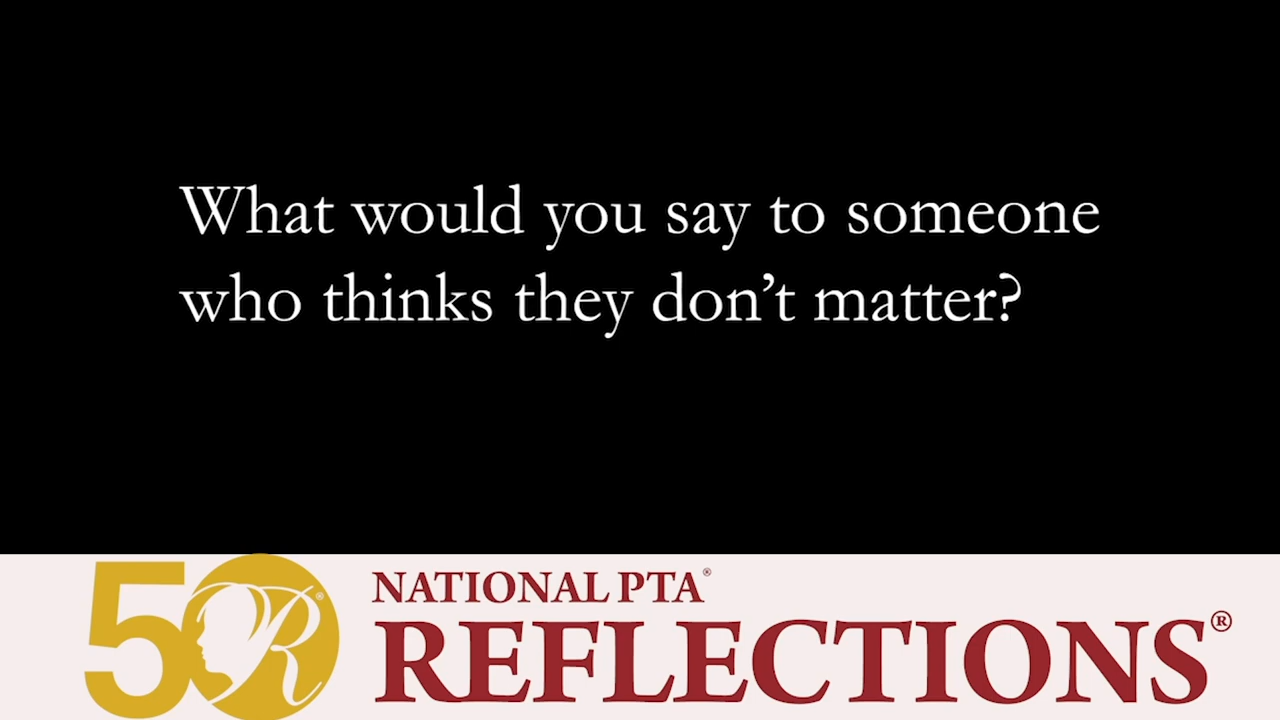 What would you say to someone
who thinks they don’t matter?
50
R®
NATIONAL PTA®
REFLECTIONS®